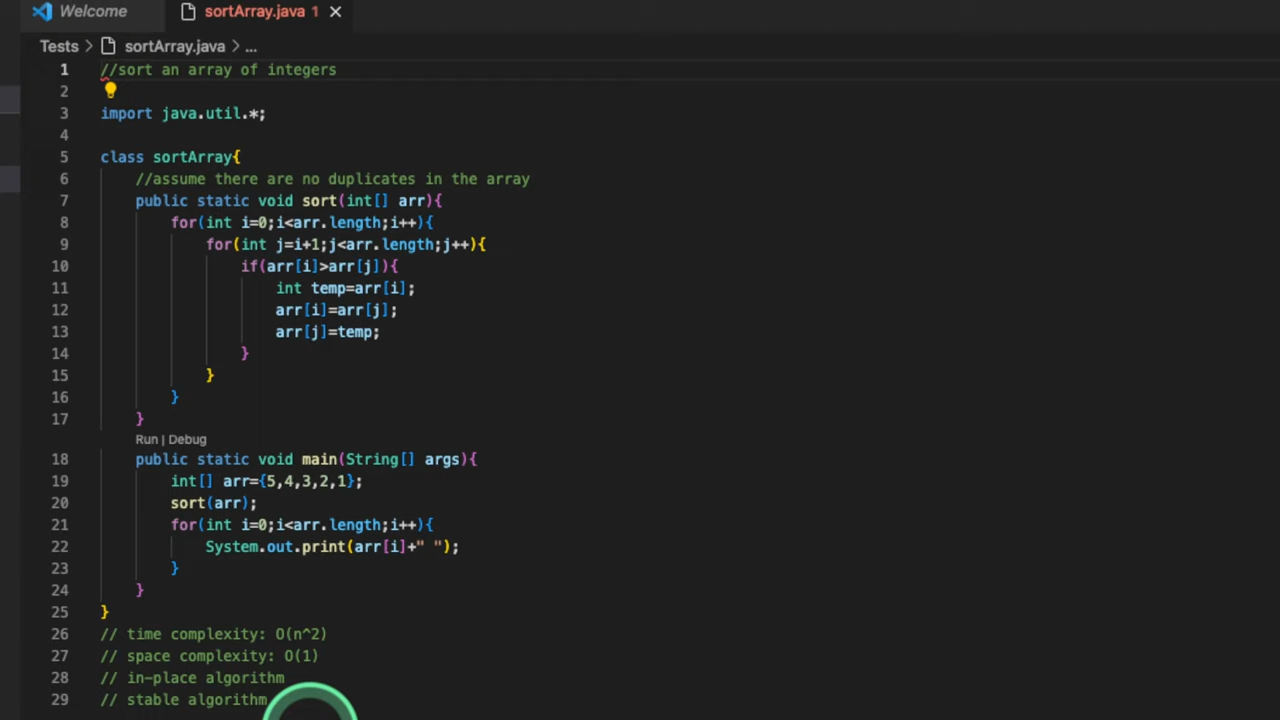 Welcome
sortArray.java 1
Tests > sortArray.java > ...
1 //sort an array of integers
2
3 import java.util.*;
4
5 class sortArray{
6 //assume there are no duplicates in the array
7 public static void sort(int[] arr){
8 for(int i=0;i<arr.length;i++){
9 for(int j=i+1;j<arr.length;j++){
10 if(arr[i]>arr[j]){
11 int temp=arr[i];
12 arr[i]=arr[j];
13 arr[j]=temp;
14 }
15 }
16 }
17 }
Run | Debug
18 public static void main(String[] args){
19 int[] arr={5,4,3,2,1};
20 sort(arr);
21 for(int i=0;i<arr.length;i++){
22 System.out.print(arr[i]+" ");
23 }
24 }
25 }
26 // time complexity: O(n^2)
27 // space complexity: O(1)
28 // in-place algorithm
29 // stable algorithm